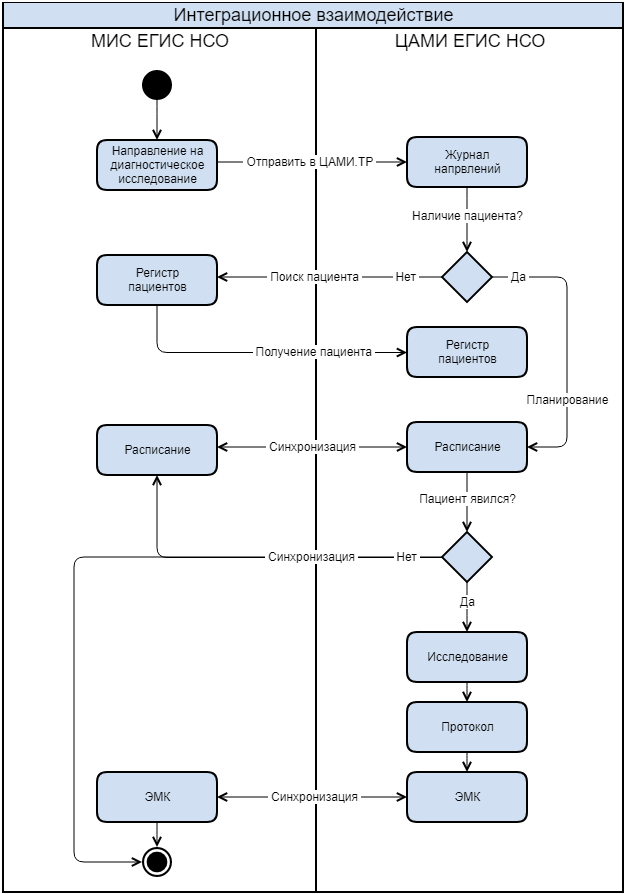 Интеграционное взаимодействие
МИС ЕГИС НСО
ЦАМИ ЕГИС НСО
Направление на
диагностическое
исследование
Отправить в ЦАМИ.ТР
Журнал
напрвлений
Наличие пациента?
Регистр
пациентов
Поиск пациента
Нет
Да
Получение пациента
Регистр
пациентов
Планирование
Расписание
Синхронизация
Расписание
Пациент явился?
Синхронизация
Нет
Да
Исследование
Протокол
ЭМК
Синхронизация
ЭМК